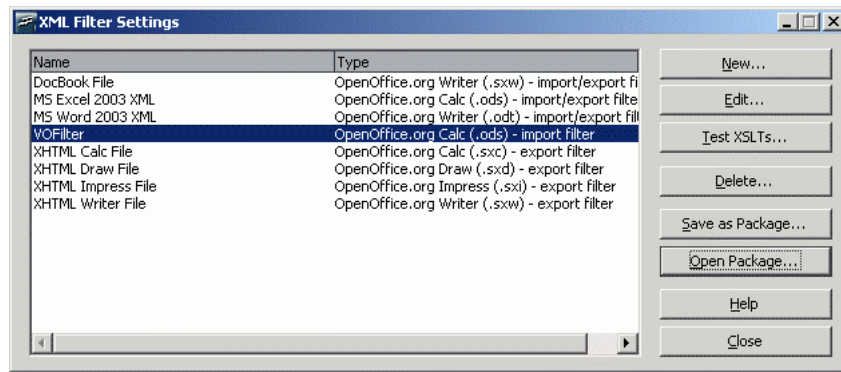 XML Filter Settings
Name Type
DocBook File OpenOffice.org Writer (.sxw) - import/export fi
MS Excel 2003 XML OpenOffice.org Calc (.ods) - import/export filte
MS Word 2003 XML OpenOffice.org Writer (.odt) - import/export fil
VOFilter OpenOffice.org Calc (.ods) - import filter
XHTML Calc File OpenOffice.org Calc (.sxc) - export filter
XHTML Draw File OpenOffice.org Draw (.sxd) - export filter
XHTML Impress File OpenOffice.org Impress (.sxi) - export filter
XHTML Writer File OpenOffice.org Writer (.sxw) - export filter
New...
Edit...
Test XSLTs...
Delete...
Save as Package...
Open Package...
Help
Close